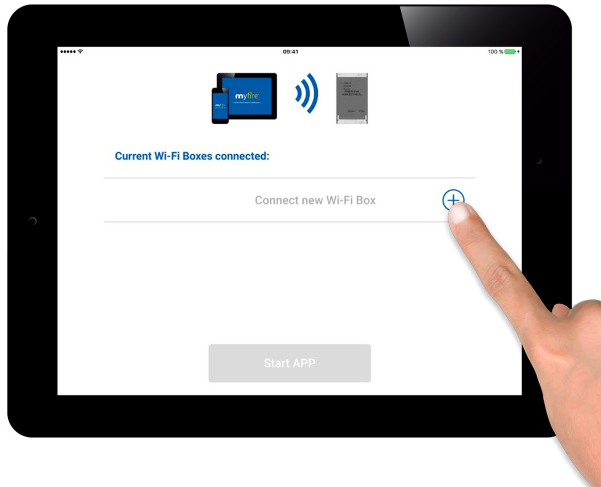 09:41
100 %
myfire
Current Wi-Fi Boxes connected:
Connect new Wi-Fi Box
Start APP